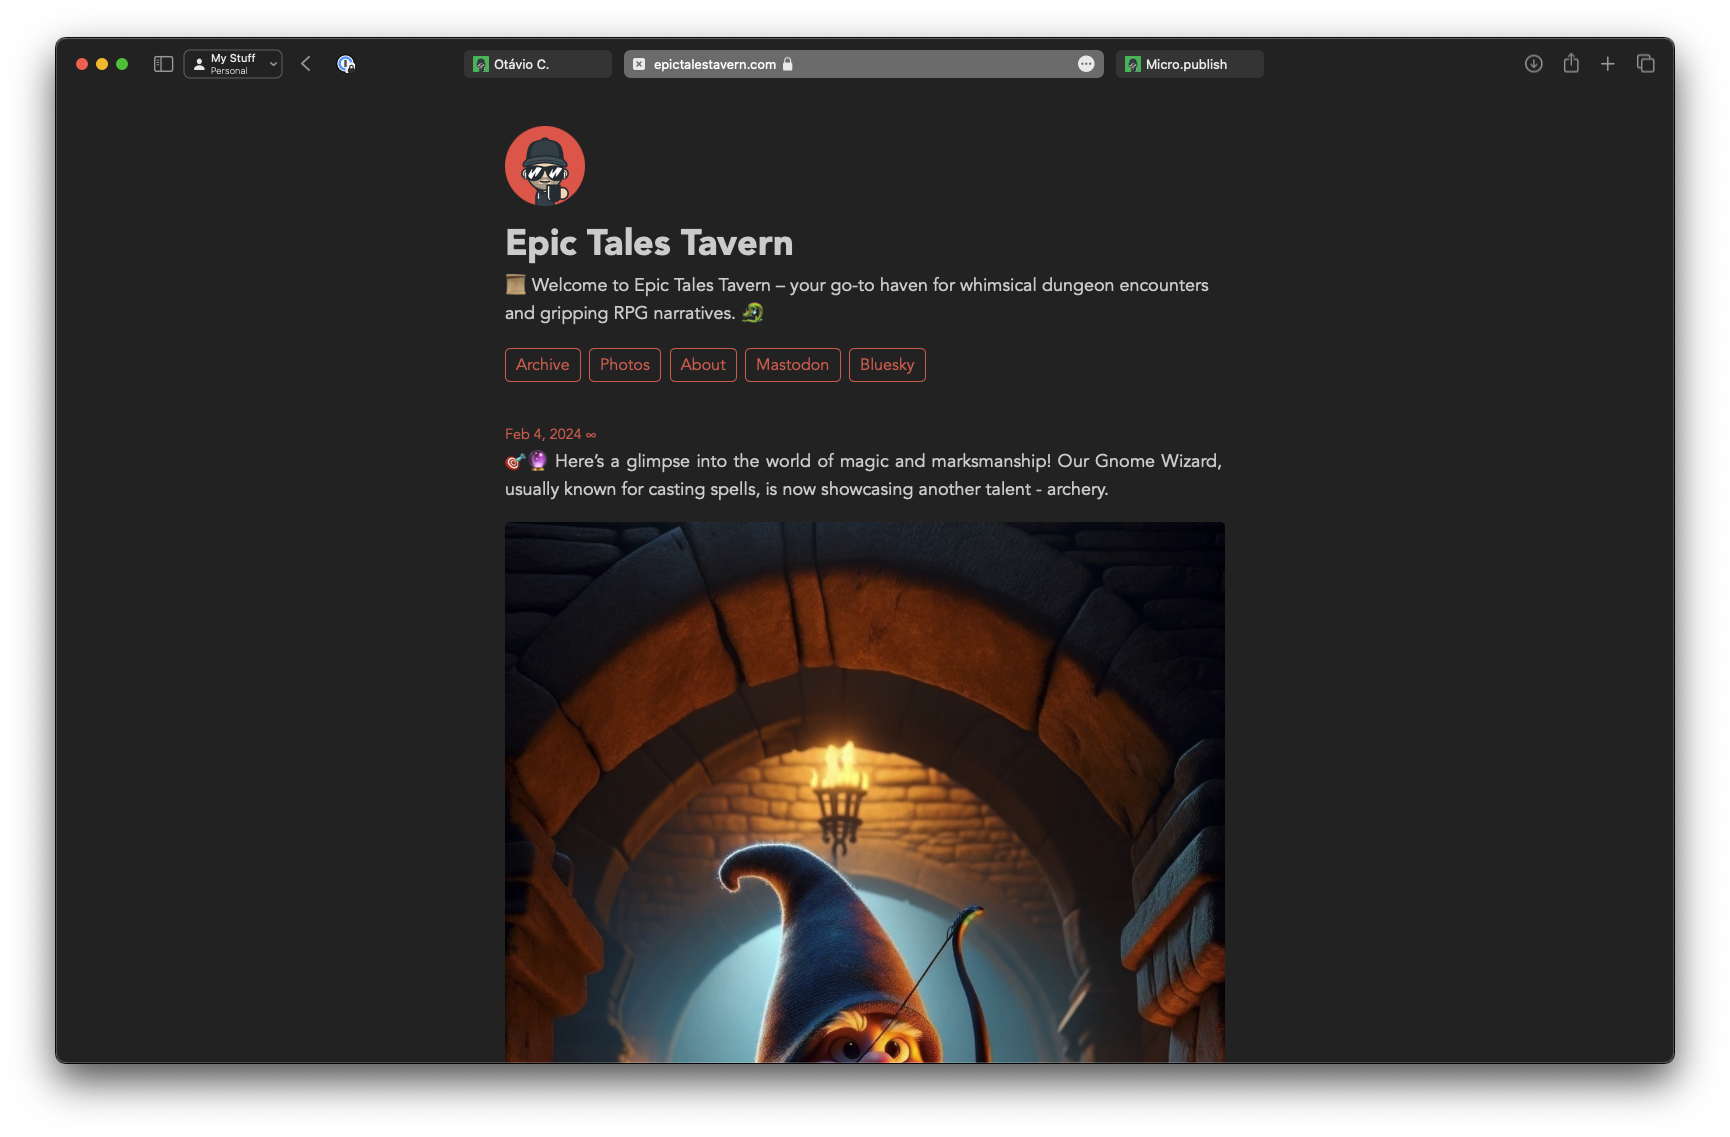 My Stuff
Personal
Otávio C.
epictalestavern.com
Micro.publish
Epic Tales Tavern
📜 Welcome to Epic Tales Tavern – your go-to haven for whimsical dungeon encounters
and gripping RPG narratives. 🐉
Archive
Photos
About
Mastodon
Bluesky
Feb 4, 2024 ∞
🎯🔮 Here’s a glimpse into the world of magic and marksmanship! Our Gnome Wizard,
usually known for casting spells, is now showcasing another talent - archery.